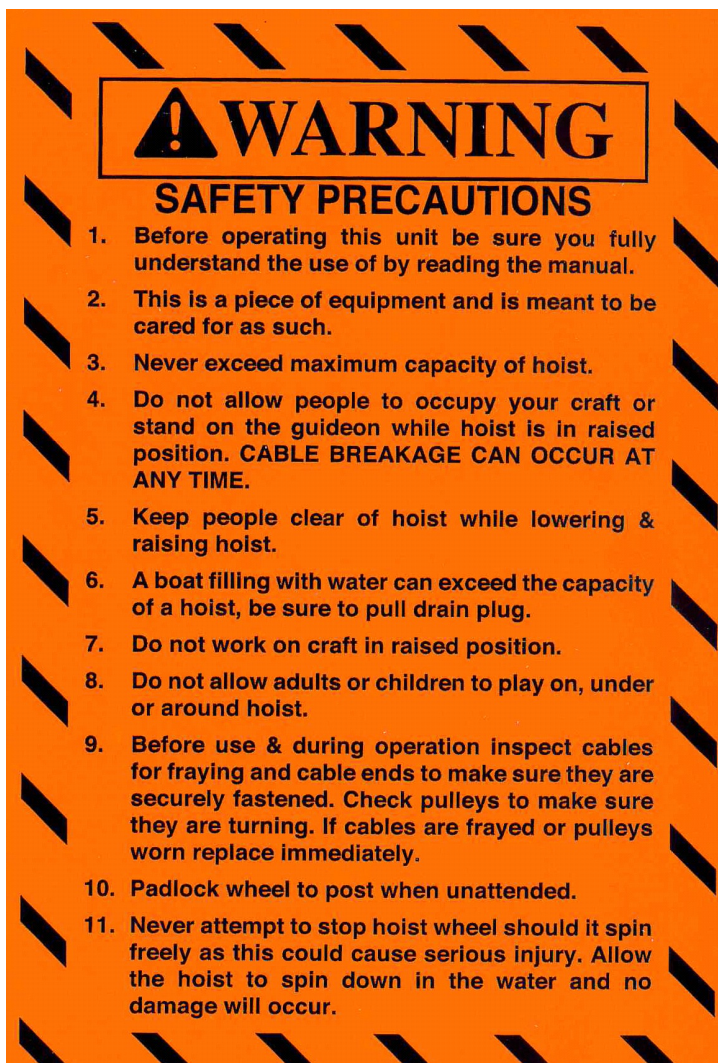 WARNING
SAFETY PRECAUTIONS
1. Before operating this unit be sure you fully
understand the use of by reading the manual.
2. This is a piece of equipment and is meant to be
cared for as such.
3. Never exceed maximum capacity of hoist.
4. Do not allow people to occupy your craft or
stand on the guideon while hoist is in raised
position. CABLE BREAKAGE CAN OCCUR AT
ANY TIME.
5. Keep people clear of hoist while lowering &
raising hoist.
6. A boat filling with water can exceed the capacity
of a hoist, be sure to pull drain plug.
7. Do not work on craft in raised position.
8. Do not allow adults or children to play on, under
or around hoist.
9. Before use & during operation inspect cables
for fraying and cable ends to make sure they are
securely fastened. Check pulleys to make sure
they are turning. If cables are frayed or pulleys
worn replace immediately.
10. Padlock wheel to post when unattended.
11. Never attempt to stop hoist wheel should it spin
freely as this could cause serious injury. Allow
the hoist to spin down in the water and no
damage will occur.